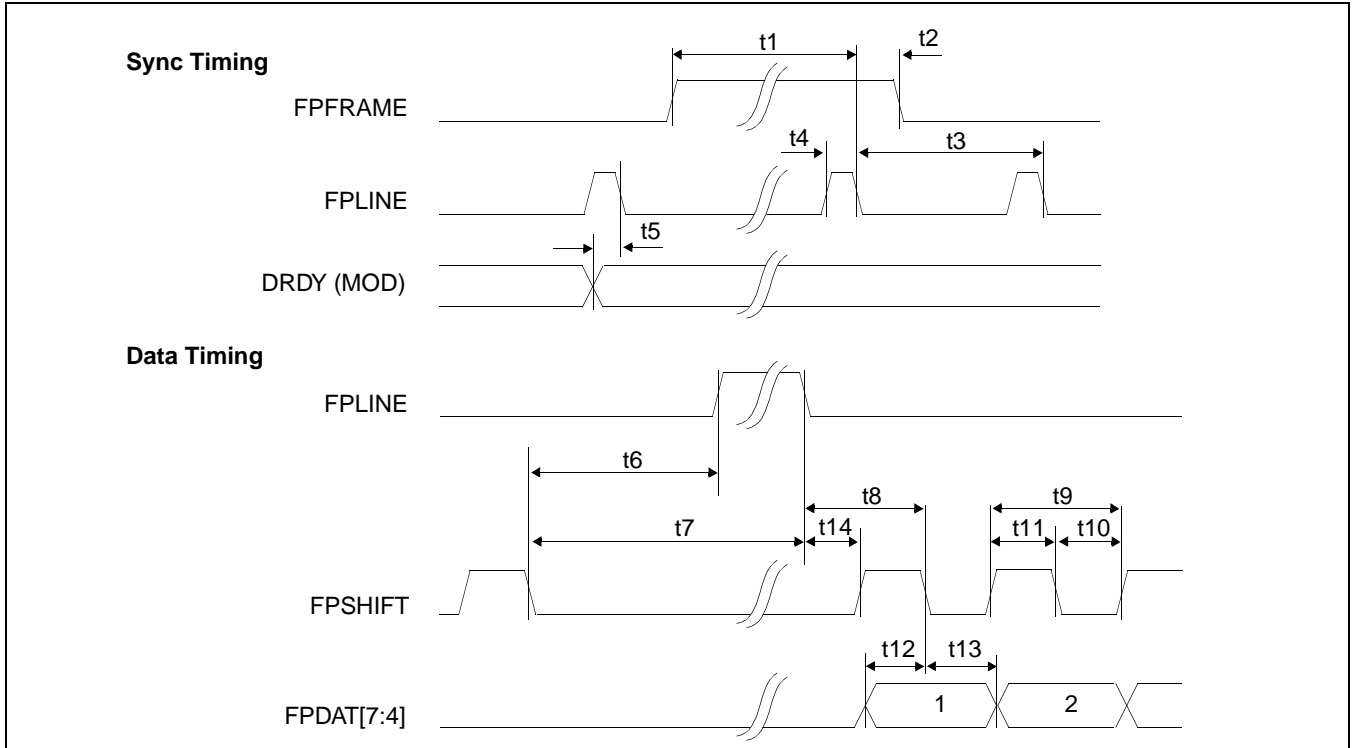 Sync Timing
t1
t2
FPFRAME
t4
t3
FPLINE
t5
DRDY (MOD)
Data Timing
FPLINE
t6
t8
t9
t7
t14
t11
t10
FPSHIFT
t12
t13
FPDAT[7:4]
1
2